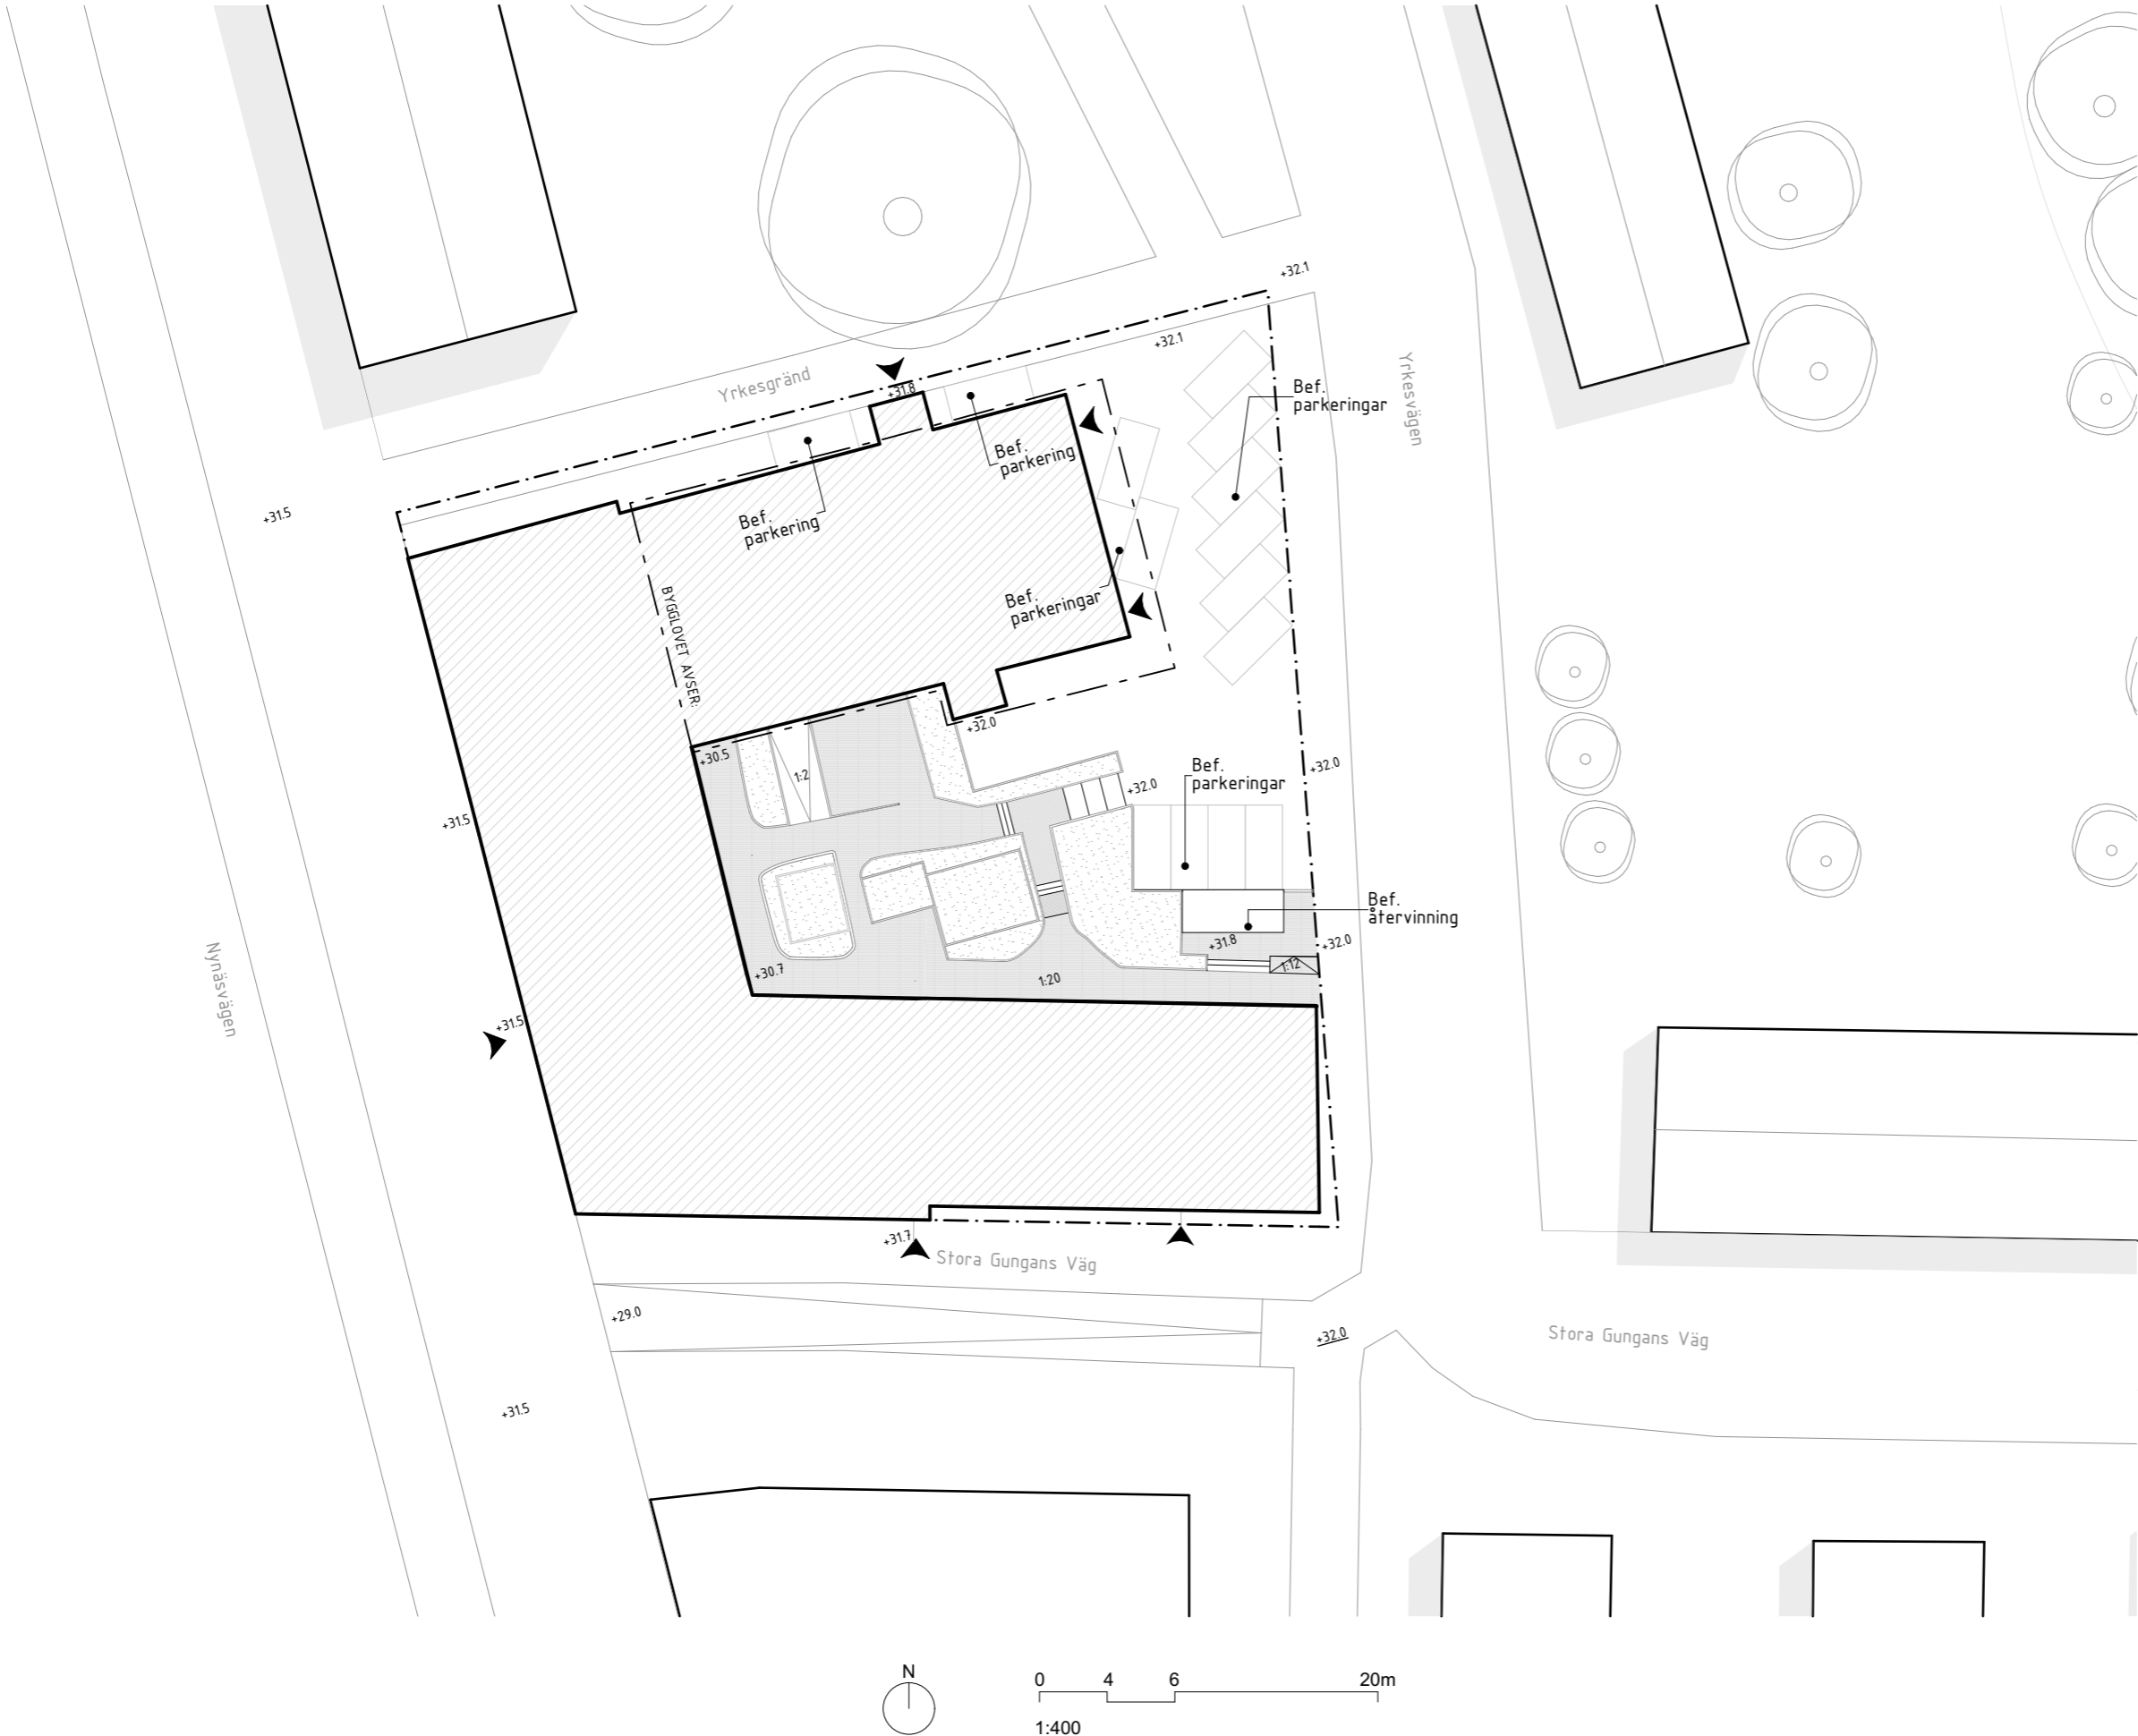 +32.1
+32.1
Yrkesgränd
+31.8
Yrkesvägen
Bef.
parkeringar
Bef.
parkering
Bef.
parkering
+31.5
Bef.
parkeringar
BYGGLOVET AVSER:
+32.0
+30.5
1:2
Bef.
parkeringar
+32.0
+32.0
+31.5
Bef.
återvinning
+31.8
+32.0
1:12
+30.7
1:20
Nynäsvägen
+31.5
+31.7
Stora Gungans Väg
+29.0
+32.0
Stora Gungans Väg
+31.5
N
0 4 6 20m
1:400